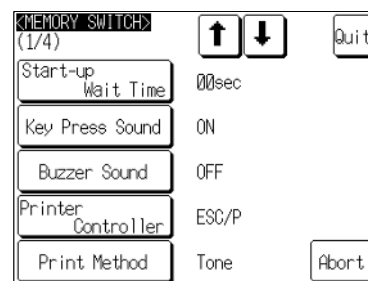 <MEMORY SWITCH>
(1/4)
Quit
Start-up
Wait Time
00sec
Key Press Sound
ON
Buzzer Sound
OFF
Printer
Controller
ESC/P
Print Method
Tone
Abort